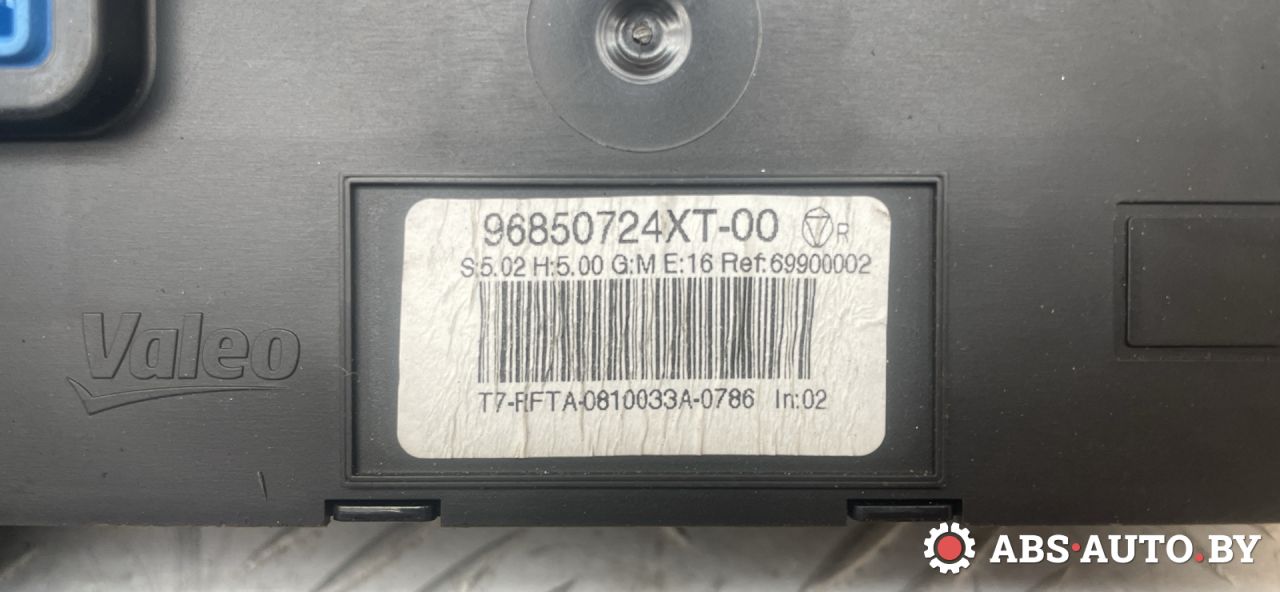 96850724XT-00 R
S:5.02 H:5.00 G:M E:16 Ref:69900002
T7-RFTA-0810033A-0786 In:02
Valeo
ABS·AUTO.BY